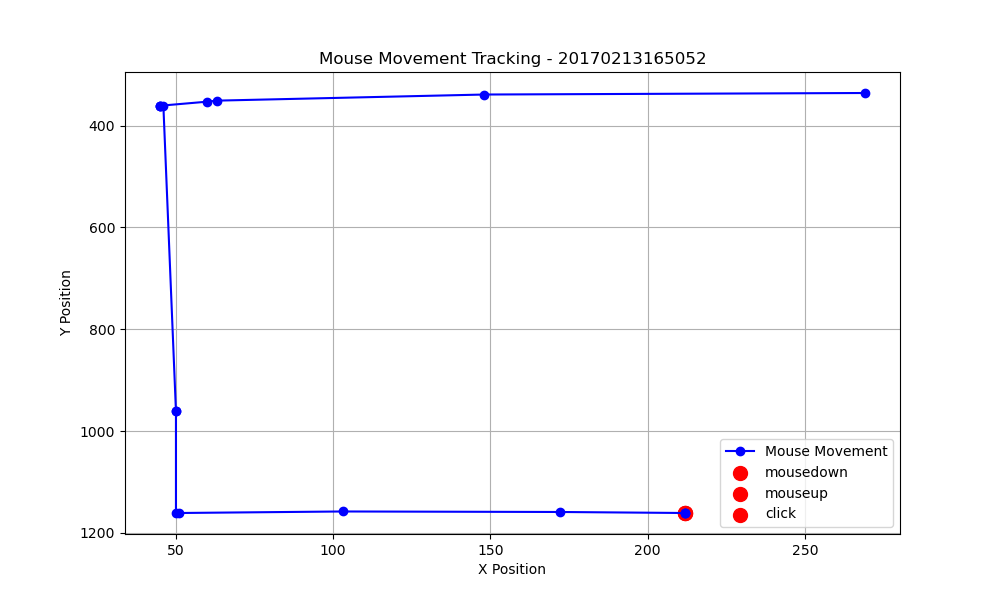 Mouse Movement Tracking - 20170213165052
400
600
800
1000
1200
Y Position
50
100
150
200
250
X Position
Mouse Movement
mousedown
mouseup
click